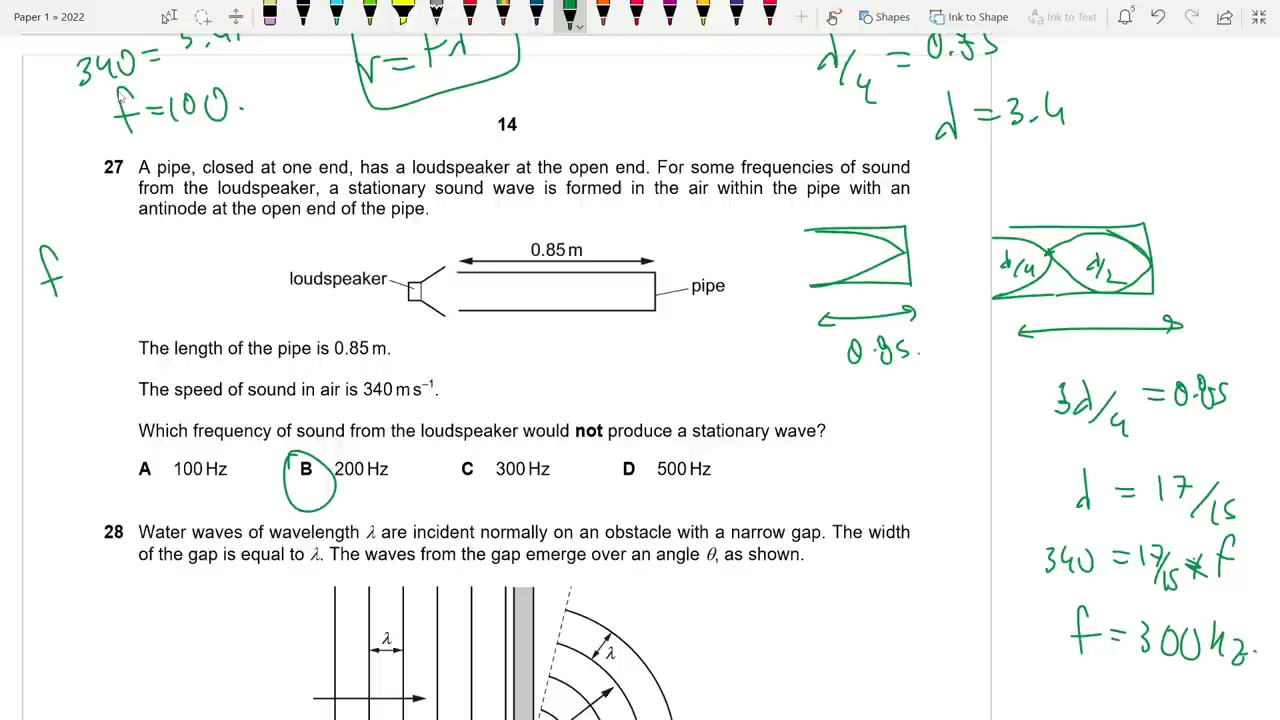 Paper 1 » 2022
Shapes
Ink to Shape
Ink to Text
5
340 = 3.4f
v = fλ
d/4 = 0.85
f = 100.
d = 3.4
14
27 A pipe, closed at one end, has a loudspeaker at the open end. For some frequencies of sound
from the loudspeaker, a stationary sound wave is formed in the air within the pipe with an
antinode at the open end of the pipe.
f
0.85 m
loudspeaker
pipe
d/4 d/2
0.85.
The length of the pipe is 0.85 m.
The speed of sound in air is 340 m s⁻¹.
3d/4 = 0.85
Which frequency of sound from the loudspeaker would not produce a stationary wave?
A 100 Hz B 200 Hz C 300 Hz D 500 Hz
d = 17/15
28 Water waves of wavelength λ are incident normally on an obstacle with a narrow gap. The width
of the gap is equal to λ. The waves from the gap emerge over an angle θ, as shown.
340 = 17/15 * f
f = 300hz.
λ
λ